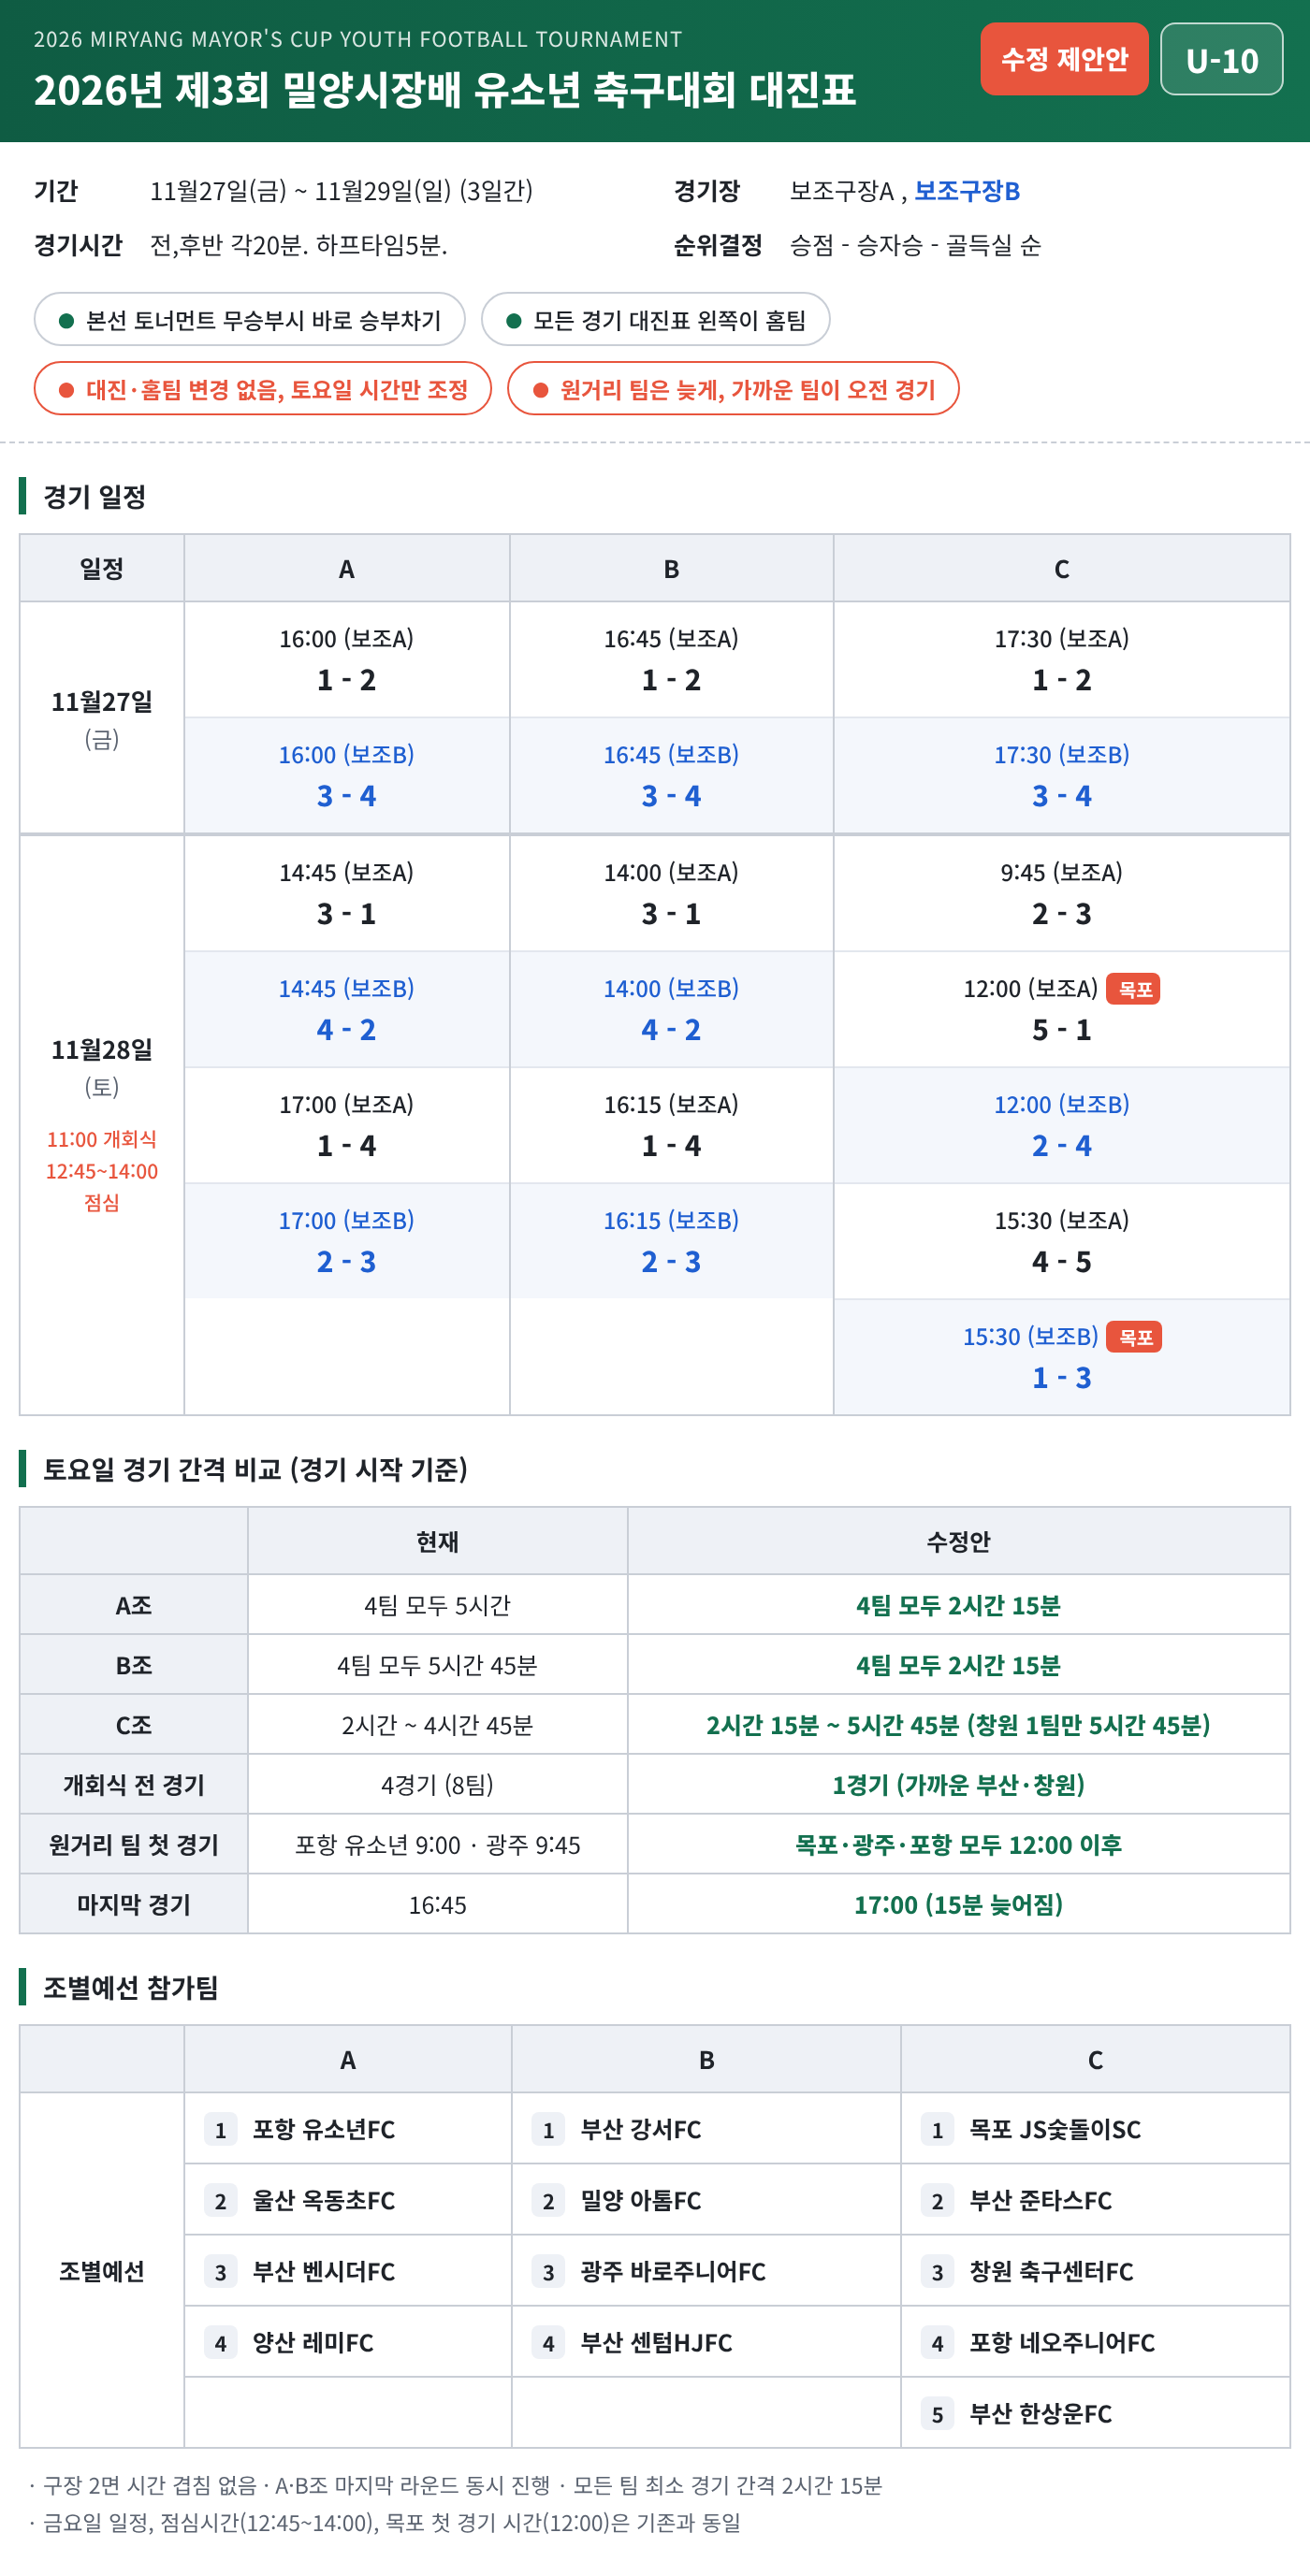 2026 MIRYANG MAYOR'S CUP YOUTH FOOTBALL TOURNAMENT
2026년 제3회 밀양시장배 유소년 축구대회 대진표
수정 제안안
U-10
기간 11월27일(금) ~ 11월29일(일) (3일간)
경기장 보조구장A , 보조구장B
경기시간 전,후반 각20분. 하프타임5분.
순위결정 승점 - 승자승 - 골득실 순
● 본선 토너먼트 무승부시 바로 승부차기
● 모든 경기 대진표 왼쪽이 홈팀
● 대진·홈팀 변경 없음, 토요일 시간만 조정
● 원거리 팀은 늦게, 가까운 팀이 오전 경기
경기 일정
일정 A B C
11월27일
(금)
16:00 (보조A) 16:45 (보조A) 17:30 (보조A)
1 - 2 1 - 2 1 - 2
16:00 (보조B) 16:45 (보조B) 17:30 (보조B)
3 - 4 3 - 4 3 - 4
11월28일
(토)
11:00 개회식
12:45~14:00
점심
14:45 (보조A) 14:00 (보조A) 9:45 (보조A)
3 - 1 3 - 1 2 - 3
14:45 (보조B) 14:00 (보조B) 12:00 (보조A) 목포
4 - 2 4 - 2 5 - 1
17:00 (보조A) 16:15 (보조A) 12:00 (보조B)
1 - 4 1 - 4 2 - 4
17:00 (보조B) 16:15 (보조B) 15:30 (보조A)
2 - 3 2 - 3 4 - 5
15:30 (보조B) 목포
1 - 3
토요일 경기 간격 비교 (경기 시작 기준)
현재 수정안
A조 4팀 모두 5시간 4팀 모두 2시간 15분
B조 4팀 모두 5시간 45분 4팀 모두 2시간 15분
C조 2시간 ~ 4시간 45분 2시간 15분 ~ 5시간 45분 (창원 1팀만 5시간 45분)
개회식 전 경기 4경기 (8팀) 1경기 (가까운 부산·창원)
원거리 팀 첫 경기 포항 유소년 9:00 · 광주 9:45 목포·광주·포항 모두 12:00 이후
마지막 경기 16:45 17:00 (15분 늦어짐)
조별예선 참가팀
A B C
조별예선
1 포항 유소년FC 1 부산 강서FC 1 목포 JS숯돌이SC
2 울산 옥동초FC 2 밀양 아톰FC 2 부산 준타스FC
3 부산 벤시더FC 3 광주 바로주니어FC 3 창원 축구센터FC
4 양산 레미FC 4 부산 센텀HJFC 4 포항 네오주니어FC
5 부산 한상운FC
· 구장 2면 시간 겹침 없음 · A·B조 마지막 라운드 동시 진행 · 모든 팀 최소 경기 간격 2시간 15분
· 금요일 일정, 점심시간(12:45~14:00), 목포 첫 경기 시간(12:00)은 기존과 동일